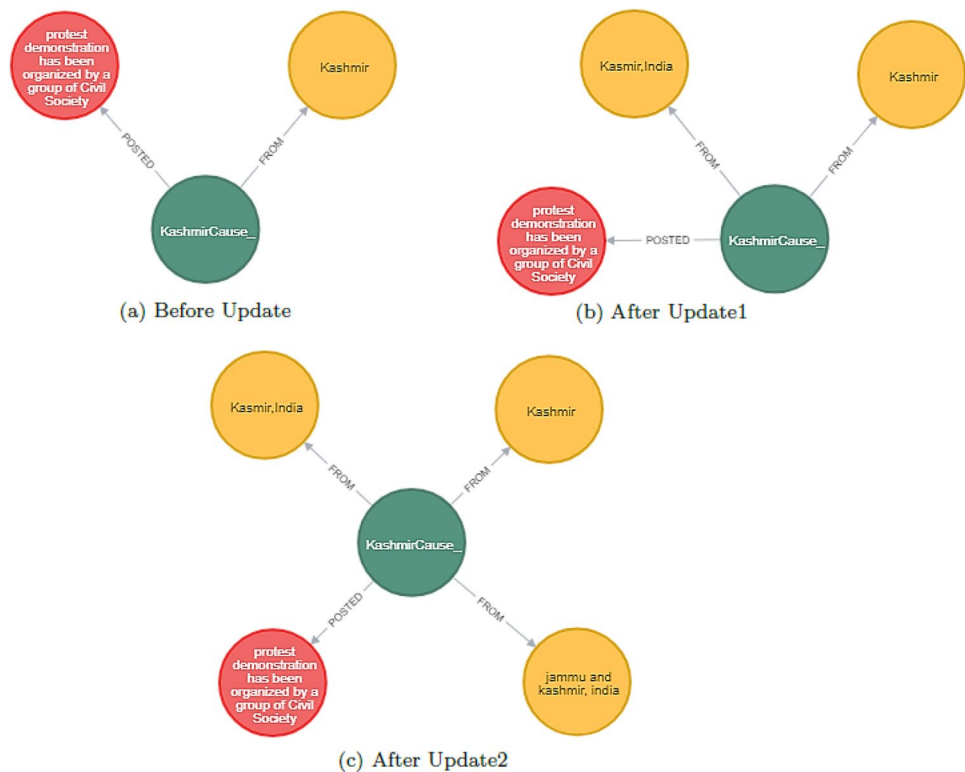 protest
demonstration
has been
organized by a
group of Civil
Society
Kashmir
POSTED
FROM
KashmirCause_
(a) Before Update
Kasmir,India
Kashmir
FROM
FROM
protest
demonstration
has been
organized by a
group of Civil
Society
POSTED
KashmirCause_
(b) After Update1
Kasmir,India
Kashmir
FROM
FROM
KashmirCause_
POSTED
FROM
protest
demonstration
has been
organized by a
group of Civil
Society
jammu and
kashmir, india
(c) After Update2